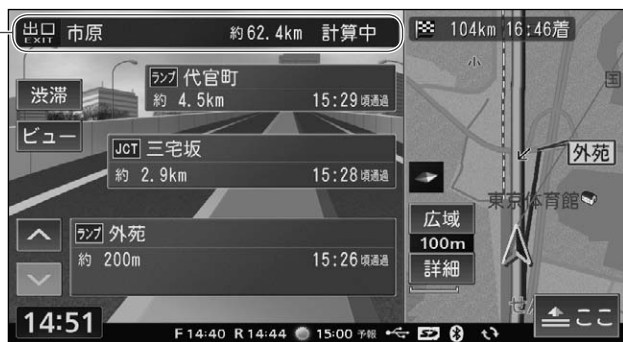 出口 EXIT 市原 約62.4km 計算中
104km 16:46着
渋滞
ビュー
ランプ 代官町
約 4.5km 15:29頃通過
JCT 三宅坂
約 2.9km 15:28頃通過
ランプ 外苑
約 200m 15:26頃通過
小
国
外苑
東京体育館
広域
100m
詳細
セ
ここ
14:51
F14:40 R14:44 15:00 予報